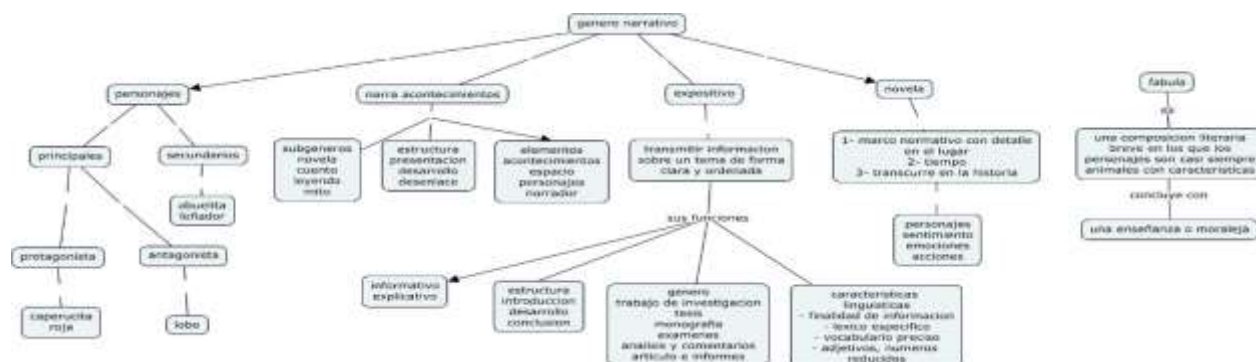 genero narrativo
personajes
narra acontecimientos
expositivo
novela
fabula
es
principales
secundarios
subgeneros
novela
cuento
leyendo
mito
estructura
presentacion
desarrollo
desenlace
elementos
acontecimientos
espacio
personajes
norrador
transmitir informacion
sobre un tema de forma
clara y ordenada
1- marco normativo con detalle
en el lugar
2- tiempo
3- transcurre en la historia
una composicion literaria
breve en los que los
personajes son casi siempre
animales con caracteristicas
abuelita
leñador
sus funciones
personajes
sentimiento
emociones
acciones
concluye con
una enseñanza o moraleja
protagonista
antagonista
informativo
explicativo
estructura
introduccion
desarrollo
conclusion
genero
trabajo de investigacion
tesis
monografia
examenes
analisis y comentarios
articulo e informes
caracteristicas
linguisticas
- finalidad de informacion
- lexico especifico
- vocabulario preciso
- adjetivos, numeros
reducidos
caperucita
roja
lobo